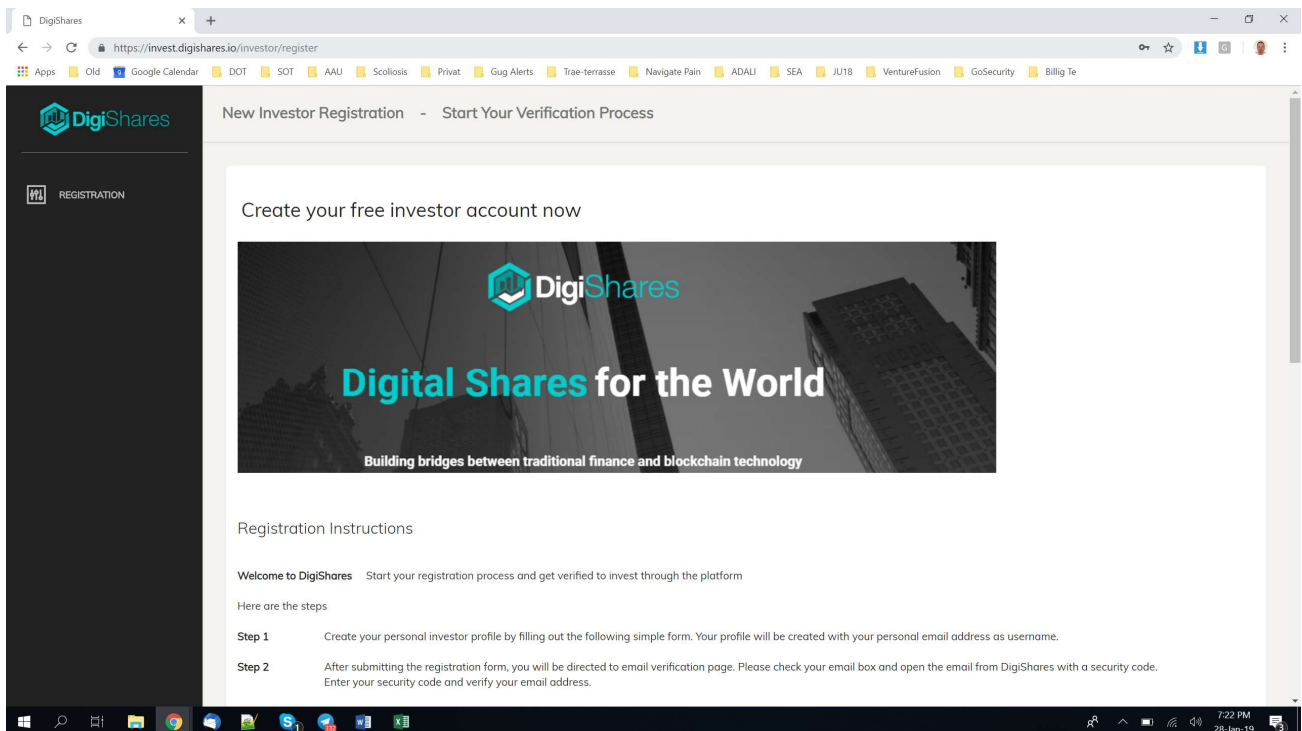 DigiShares
https://invest.digishares.io/investor/register
Apps Old Google Calendar DOT SOT AAU Scoliosis Privat Gug Alerts Trae-terrasse Navigate Pain ADALI SEA JU18 VentureFusion GoSecurity Billig Te
DigiShares
New Investor Registration - Start Your Verification Process
REGISTRATION
Create your free investor account now
DigiShares
Digital Shares for the World
Building bridges between traditional finance and blockchain technology
Registration Instructions
Welcome to DigiShares Start your registration process and get verified to invest through the platform
Here are the steps
Step 1 Create your personal investor profile by filling out the following simple form. Your profile will be created with your personal email address as username.
Step 2 After submitting the registration form, you will be directed to email verification page. Please check your email box and open the email from DigiShares with a security code.
Enter your security code and verify your email address.
7:22 PM
28-Jan-19